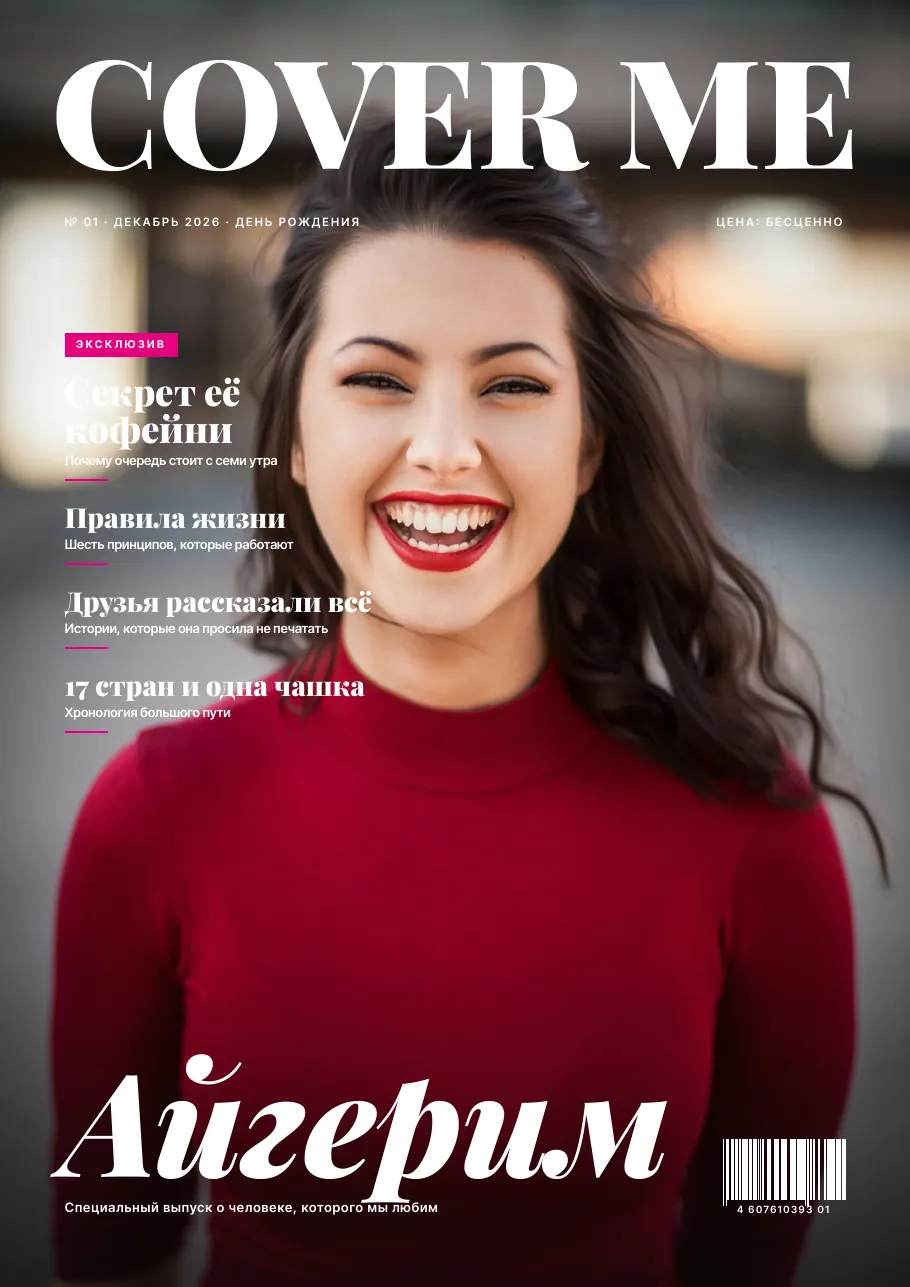 COVER ME
№ 01 · ДЕКАБРЬ 2026 · ДЕНЬ РОЖДЕНИЯ
ЦЕНА: БЕСЦЕННО
ЭКСКЛЮЗИВ
Секрет её
кофейни
Почему очередь стоит с семи утра
Правила жизни
Шесть принципов, которые работают
Друзья рассказали всё
Истории, которые она просила не печатать
17 стран и одна чашка
Хронология большого пути
Айгерим
Специальный выпуск о человеке, которого мы любим
4 607610393 01